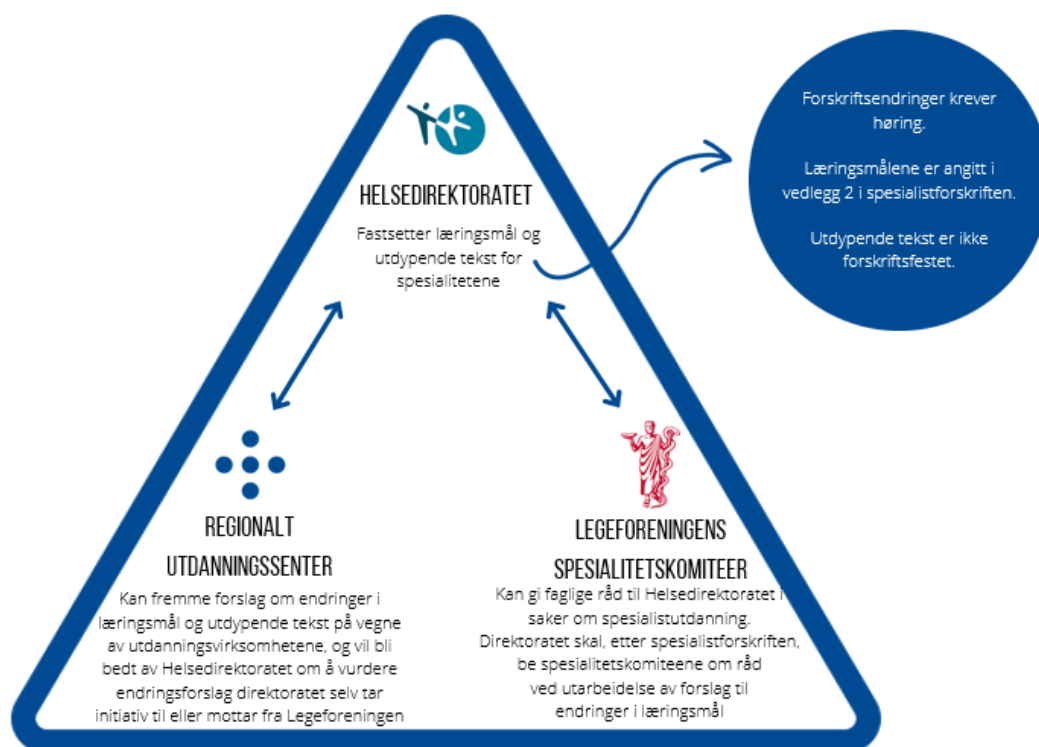 HELSEDIREKTORATET
Fastsetter læringsmål og
utdypende tekst for
spesialitetene
Forskriftsendringer krever
høring.
Læringsmålene er angitt i
vedlegg 2 i spesialistforskriften.
Utdypende tekst er ikke
forskriftsfestet.
REGIONALT
UTDANNINGSSENTER
Kan fremme forslag om endringer i
læringsmål og utdypende tekst på vegne
av utdanningsvirksomhetene, og vil bli
bedt av Helsedirektoratet om å vurdere
endringsforslag direktoratet selv tar
initiativ til eller mottar fra Legeforeningen
LEGEFORENINGENS
SPESIALITETSKOMITEER
Kan gi faglige råd til Helsedirektoratet i
saker om spesialistutdanning.
Direktoratet skal, etter spesialistforskriften,
be spesialitetskomiteene om råd
ved utarbeidelse av forslag til
endringer i læringsmål